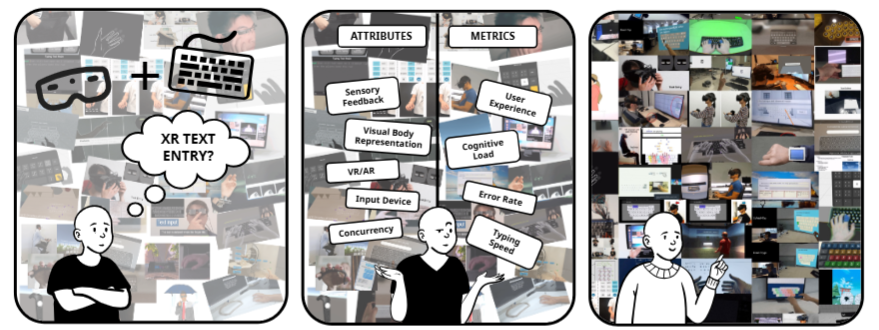 XR TEXT
ENTRY?
ATTRIBUTES
METRICS
Sensory
Feedback
User
Experience
Visual Body
Representation
Cognitive
Load
VR/AR
Input Device
Error Rate
Concurrency
Typing
Speed